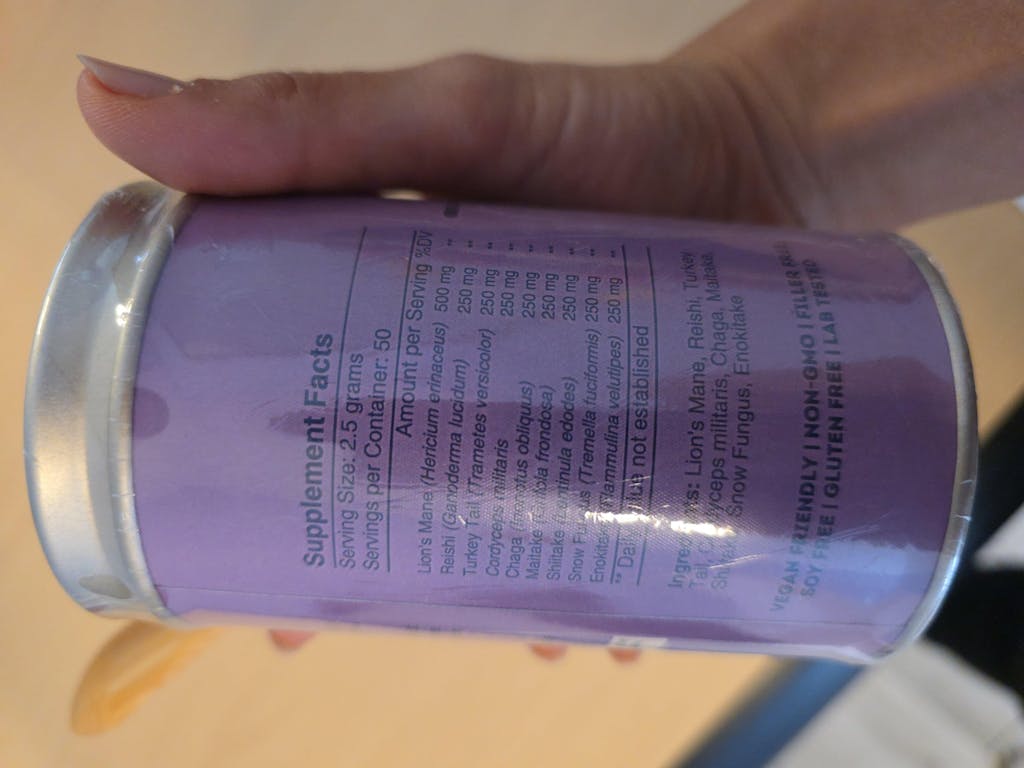 Supplement Facts
Serving Size: 2.5 grams
Servings per Container: 50
Amount per Serving %DV
Lion's Mane (Hericium erinaceus) 500 mg **
Reishi (Ganoderma lucidum) 250 mg **
Turkey Tail (Trametes versicolor) 250 mg **
Cordyceps militaris 250 mg **
Chaga obliquus) 250 mg **
Maitake frondosa) 250 mg **
Shiitake edodes) 250 mg **
Snow (Tremella fuciformis) 250 mg **
velutipes) 250 mg **
** not established
Lion's Mane, Reishi, Turkey
Tail, militaris, Chaga, Maitake,
Snow Fungus, Enokitake
VEGAN FRIENDLY | NON-GMO | FILLER FREE
SOY FREE | GLUTEN FREE | LAB TESTED